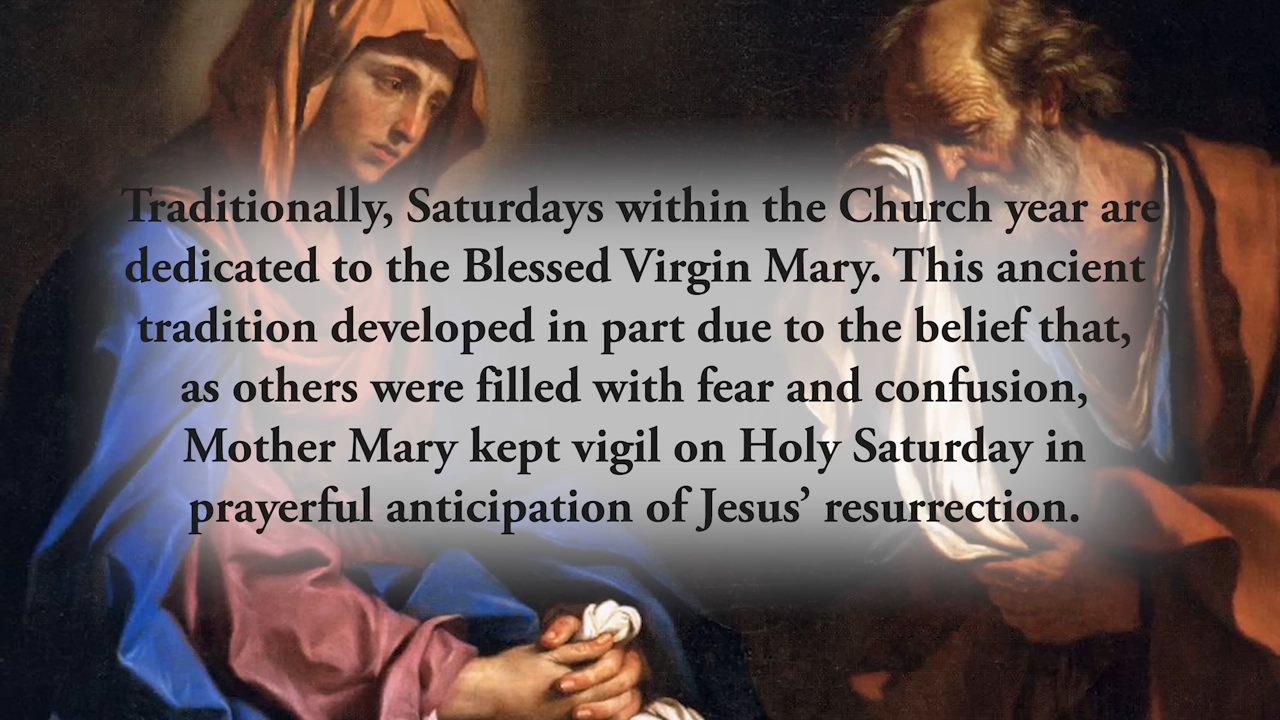 Traditionally, Saturdays within the Church year are
dedicated to the Blessed Virgin Mary. This ancient
tradition developed in part due to the belief that,
as others were filled with fear and confusion,
Mother Mary kept vigil on Holy Saturday in
prayerful anticipation of Jesus’ resurrection.